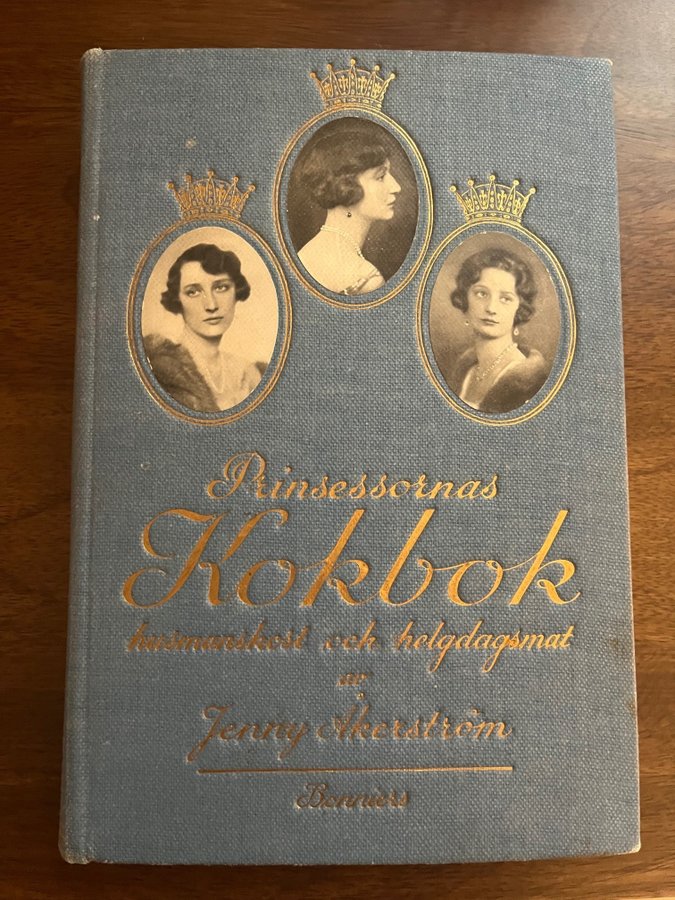 Prinsessornas
Kokbok
husmanskost och helgdagsmat
av
Jenny Åkerström
Bonniers